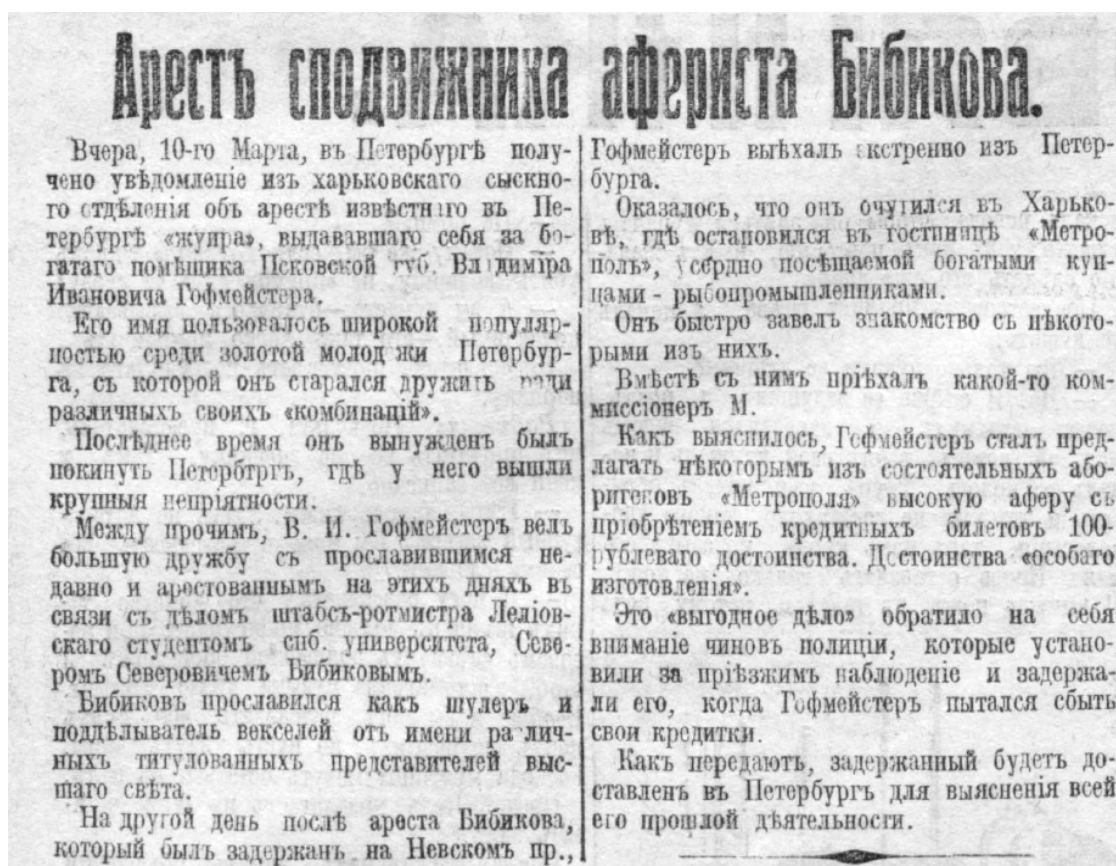 Арестъ сподвижника афериста Бибикова.
Вчера, 10-го Марта, въ Петербургѣ полу-
чено увѣдомленіе изъ харьковскаго сыскно-
го отдѣленія объ арестѣ извѣстнаго въ Пе-
тербургѣ «жуира», выдававшаго себя за бо-
гатаго помѣщика Псковской губ. Владиміра
Ивановича Гофмейстера.
Его имя пользовалось широкой популяр-
ностью среди золотой молод жи Петербур-
га, съ которой онъ старался дружить ради
различныхъ своихъ «комбинацій».
Послѣднее время онъ вынужденъ былъ
покинуть Петербтргъ, гдѣ у него вышли
крупныя непріятности.
Между прочимъ, В. И. Гофмейстеръ велъ
большую дружбу съ прославившимся не-
давно и арестованнымъ на этихъ дняхъ въ
связи съ дѣломъ штабсъ-ротмистра Леліов-
скаго студентомъ, спб. университета, Севе-
ромъ Северовичемъ Бибиковымъ.
Бибиковъ прославился какъ шулеръ и
поддѣлыватель векселей отъ имени ра личн-
ыхъ титулованныхъ представителей выс-
шаго свѣта.
На другой день послѣ ареста Бибикова,
который былъ задержанъ на Невскомъ пр.,
Гофмейстеръ выѣхалъ экстренно изъ Петер-
бурга.
Оказалось, что онъ очутился въ Харько-
вѣ, гдѣ остановился въ гостиницѣ «Метро-
поль», усердно посѣщаемой богатыми куп-
цами - рыбопромышленниками.
Онъ быстро завелъ знакомство съ нѣкото-
рыми изъ нихъ.
Вмѣстѣ съ нимъ пріѣхалъ какой-то ком-
миссіонеръ М.
Какъ выяснилось, Гофмейстеръ сталъ пред-
лагать нѣкоторымъ изъ состоятельныхъ або-
ригеновъ «Метрополя» высокую аферу съ
пріобрѣтеніемъ кредитныхъ билетовъ 100-
рублеваго достоинства. Достоинства «особаго
изготовленія».
Это «выгодное дѣло» обратило на себя
вниманіе чиновъ полиціи, которые устано-
вили за пріѣзжимъ наблюденіе и задержа-
ли его, когда Гофмейстеръ пытался сбыть
свои кредитки.
Какъ передаютъ, задержанный будетъ до-
ставленъ въ Петербургъ для выясненія всей
его прошлой дѣятельности.